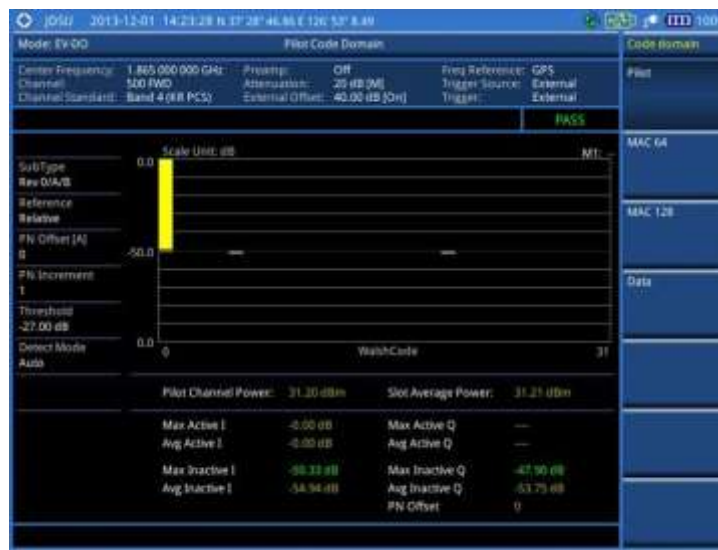 JDSU 2013-12-01 14:23:28 N 37° 28' 46.86 E 126° 53' 8.49 100
Mode: EV-DO Pilot Code Domain Code domain
Center Frequency: 1.865 000 000 GHz Preamp: Off Freq Reference: GPS
Channel: 500 FWD Attenuation: 20 dB [M] Trigger Source: External
Channel Standard: Band 4 (KR PCS) External Offset: 40.00 dB [On] Trigger: External
PASS
Pilot
MAC 64
MAC 128
Data
Scale Unit: dB M1: --
0.0
-50.0
0.0
0 WalshCode 31
SubType
Rev 0/A/B
Reference
Relative
PN Offset [A]
0
PN Increment
1
Threshold
-27.00 dB
Detect Mode
Auto
Pilot Channel Power: 31.20 dBm Slot Average Power: 31.21 dBm
Max Active I -0.00 dB Max Active Q ---
Avg Active I -0.00 dB Avg Active Q ---
Max Inactive I -50.33 dB Max Inactive Q -47.90 dB
Avg Inactive I -54.94 dB Avg Inactive Q -53.75 dB
PN Offset 0